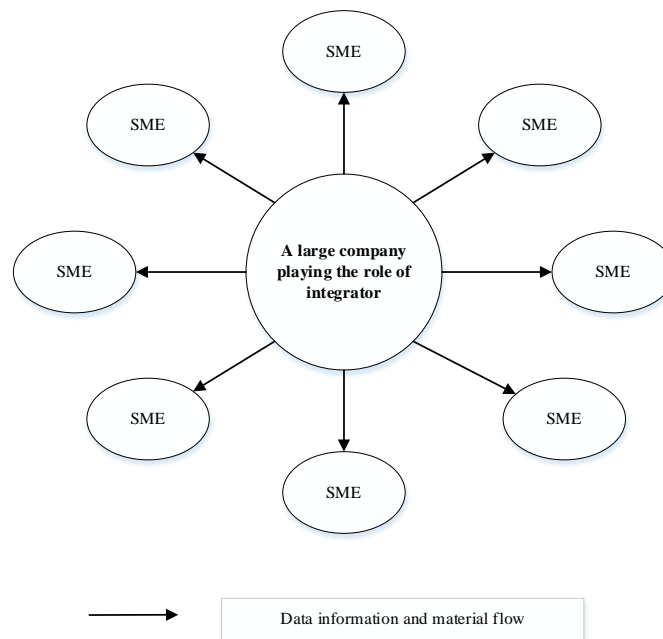 SME
SME
SME
A large company
playing the role of
integrator
SME
SME
SME
SME
SME
Data information and material flow